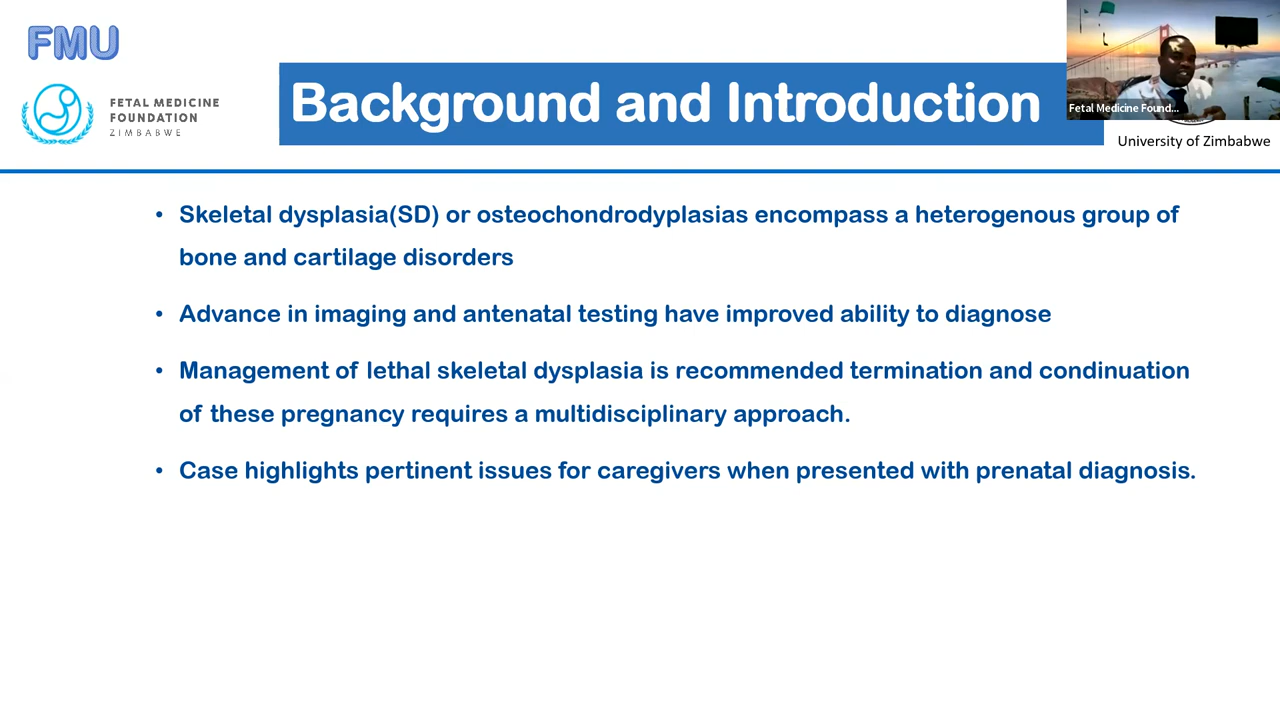 FMU
FETAL MEDICINE
FOUNDATION
ZIMBABWE
Background and Introduction
Fetal Medicine Found...
University of Zimbabwe
• Skeletal dysplasia(SD) or osteochondrodyplasias encompass a heterogenous group of
bone and cartilage disorders
• Advance in imaging and antenatal testing have improved ability to diagnose
• Management of lethal skeletal dysplasia is recommended termination and condinuation
of these pregnancy requires a multidisciplinary approach.
• Case highlights pertinent issues for caregivers when presented with prenatal diagnosis.